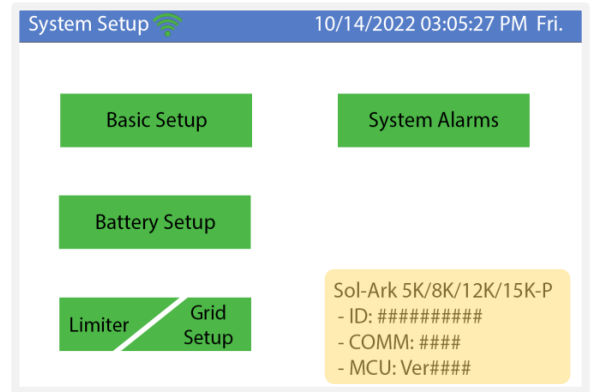 System Setup 10/14/2022 03:05:27 PM Fri.
Basic Setup
System Alarms
Battery Setup
Limiter
Grid
Setup
Sol-Ark 5K/8K/12K/15K-P
- ID: ##########
- COMM: ####
- MCU: Ver####